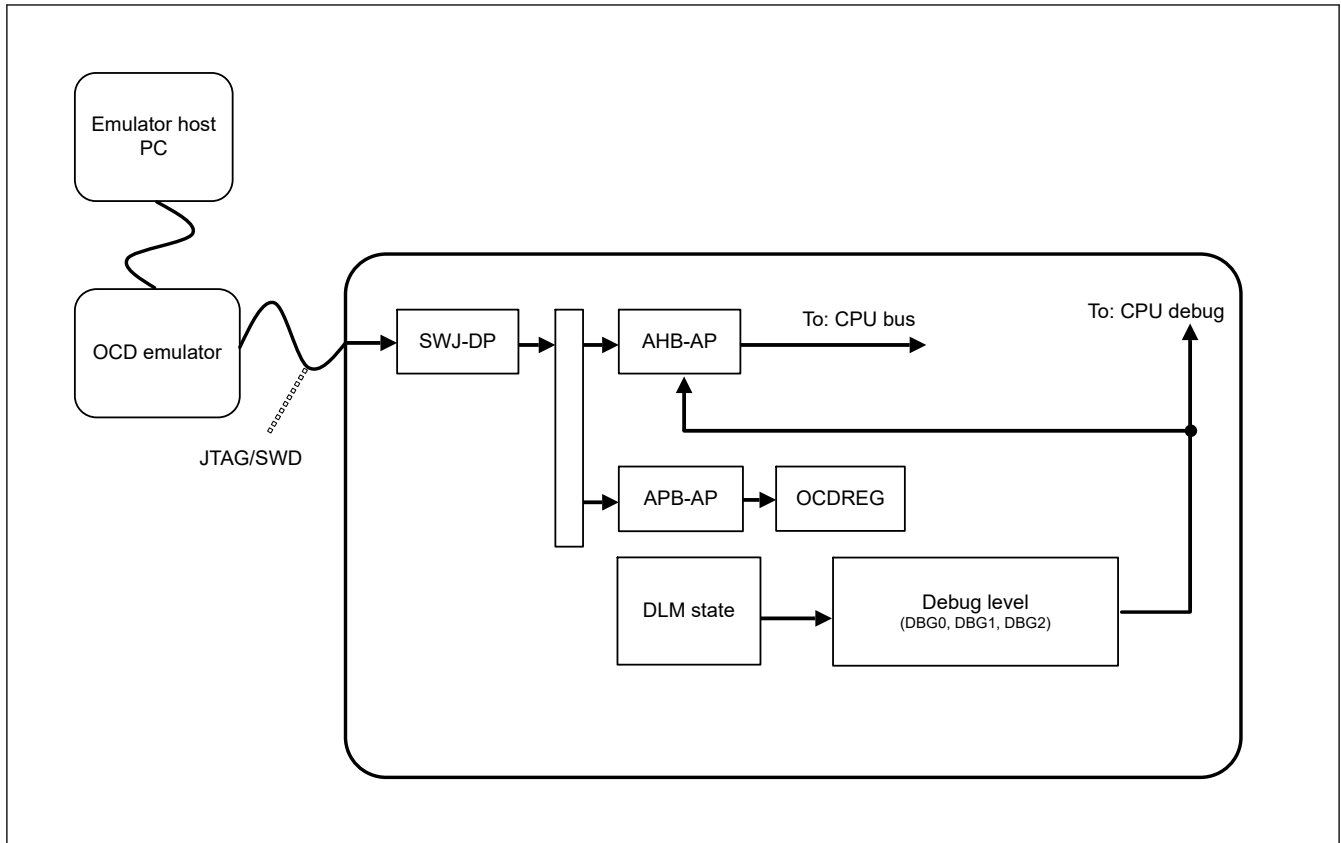 Emulator host
PC
OCD emulator
JTAG/SWD
SWJ-DP
AHB-AP
To: CPU bus
To: CPU debug
APB-AP
OCDREG
DLM state
Debug level
(DBG0, DBG1, DBG2)